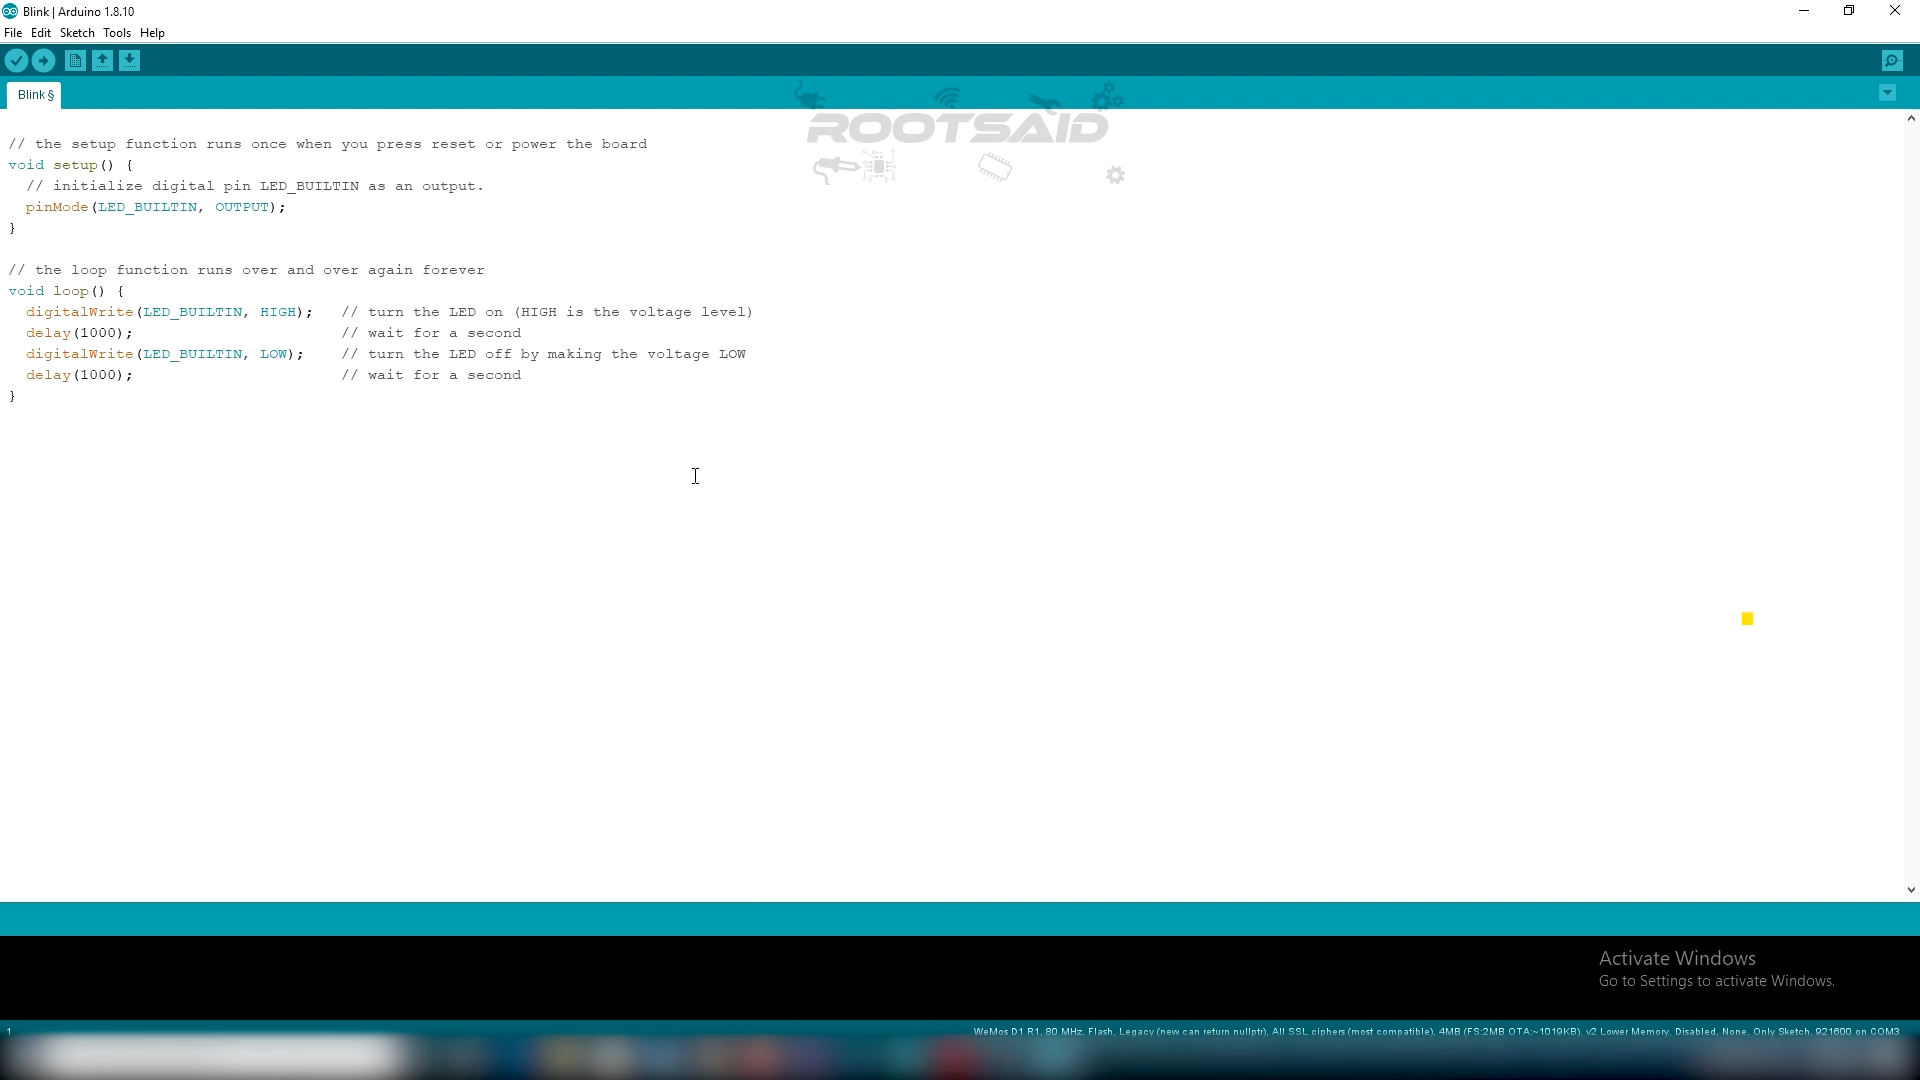 Blink | Arduino 1.8.10
File Edit Sketch Tools Help
Blink §
ROOTSAID
// the setup function runs once when you press reset or power the board
void setup() {
  // initialize digital pin LED_BUILTIN as an output.
  pinMode(LED_BUILTIN, OUTPUT);
}
// the loop function runs over and over again forever
void loop() {
  digitalWrite(LED_BUILTIN, HIGH);   // turn the LED on (HIGH is the voltage level)
  delay(1000);                       // wait for a second
  digitalWrite(LED_BUILTIN, LOW);    // turn the LED off by making the voltage LOW
  delay(1000);                       // wait for a second
}
Activate Windows
Go to Settings to activate Windows.
1
WeMos D1 R1, 80 MHz, Flash, Legacy (new can return nullptr), All SSL ciphers (most compatible), 4MB (FS:2MB OTA:~1019KB), v2 Lower Memory, Disabled, None, Only Sketch, 921600 on COM3